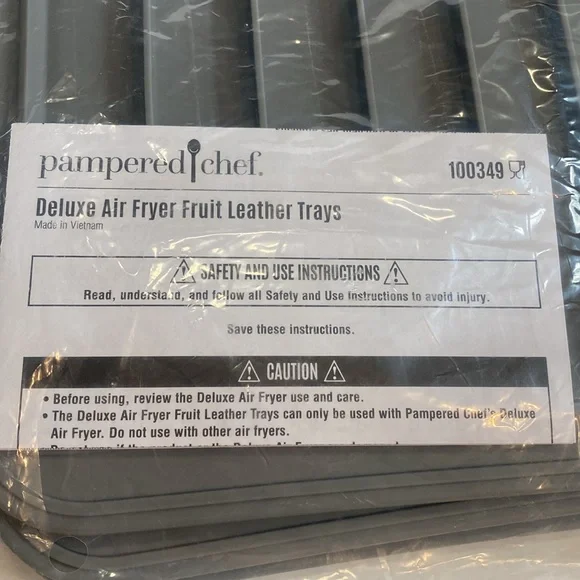 pampered chef®
100349
Deluxe Air Fryer Fruit Leather Trays
Made in Vietnam
SAFETY AND USE INSTRUCTIONS
Read, understand, and follow all Safety and Use Instructions to avoid injury.
Save these instructions.
CAUTION
• Before using, review the Deluxe Air Fryer use and care.
• The Deluxe Air Fryer Fruit Leather Trays can only be used with Pampered Chef's Deluxe
Air Fryer. Do not use with other air fryers.